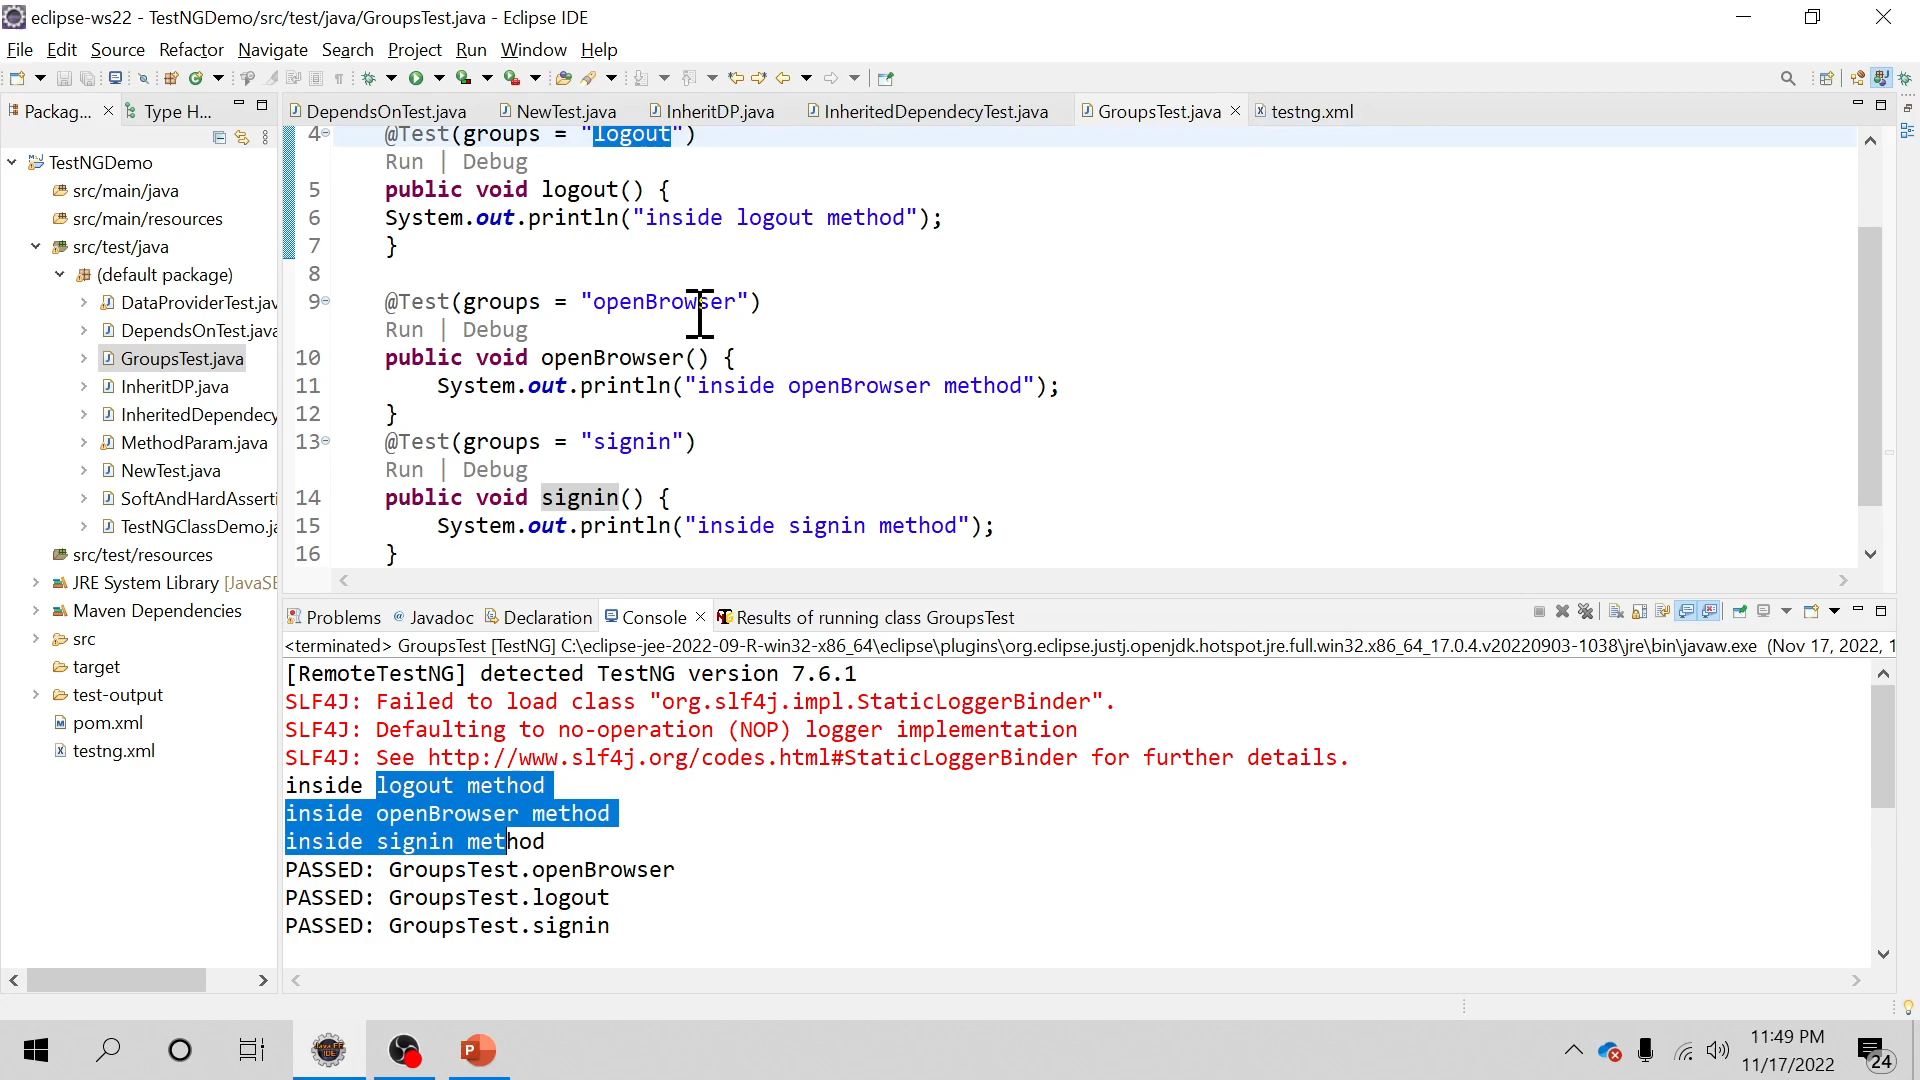 eclipse-ws22 - TestNGDemo/src/test/java/GroupsTest.java - Eclipse IDE
File Edit Source Refactor Navigate Search Project Run Window Help
Packag... Type H...
DependsOnTest.java NewTest.java InheritDP.java InheritedDependecyTest.java GroupsTest.java testng.xml
TestNGDemo
src/main/java
src/main/resources
src/test/java
(default package)
DataProviderTest.jav
DependsOnTest.java
GroupsTest.java
InheritDP.java
InheritedDependecy
MethodParam.java
NewTest.java
SoftAndHardAsserti
TestNGClassDemo.ja
src/test/resources
JRE System Library [JavaSE
Maven Dependencies
src
target
test-output
pom.xml
testng.xml
4 @Test(groups = "logout")
Run | Debug
5 public void logout() {
6 System.out.println("inside logout method");
7 }
8
9 @Test(groups = "openBrowser")
Run | Debug
10 public void openBrowser() {
11 System.out.println("inside openBrowser method");
12 }
13 @Test(groups = "signin")
Run | Debug
14 public void signin() {
15 System.out.println("inside signin method");
16 }
Problems Javadoc Declaration Console Results of running class GroupsTest
<terminated> GroupsTest [TestNG] C:\eclipse-jee-2022-09-R-win32-x86_64\eclipse\plugins\org.eclipse.justj.openjdk.hotspot.jre.full.win32.x86_64_17.0.4.v20220903-1038\jre\bin\javaw.exe (Nov 17, 2022, 1
[RemoteTestNG] detected TestNG version 7.6.1
SLF4J: Failed to load class "org.slf4j.impl.StaticLoggerBinder".
SLF4J: Defaulting to no-operation (NOP) logger implementation
SLF4J: See http://www.slf4j.org/codes.html#StaticLoggerBinder for further details.
inside logout method
inside openBrowser method
inside signin method
PASSED: GroupsTest.openBrowser
PASSED: GroupsTest.logout
PASSED: GroupsTest.signin
11:49 PM
11/17/2022
24